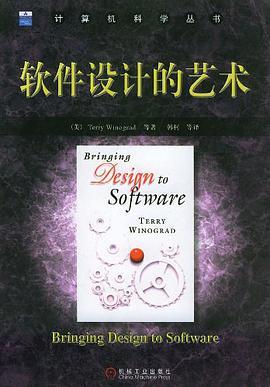 计算机科学丛书
软件设计的艺术
(美) Terry Winograd 等著 韩柯 等译
Bringing
Design to
Software
TERRY
WINOGRAD
Bringing Design to Software
机械工业出版社
China Machine Press